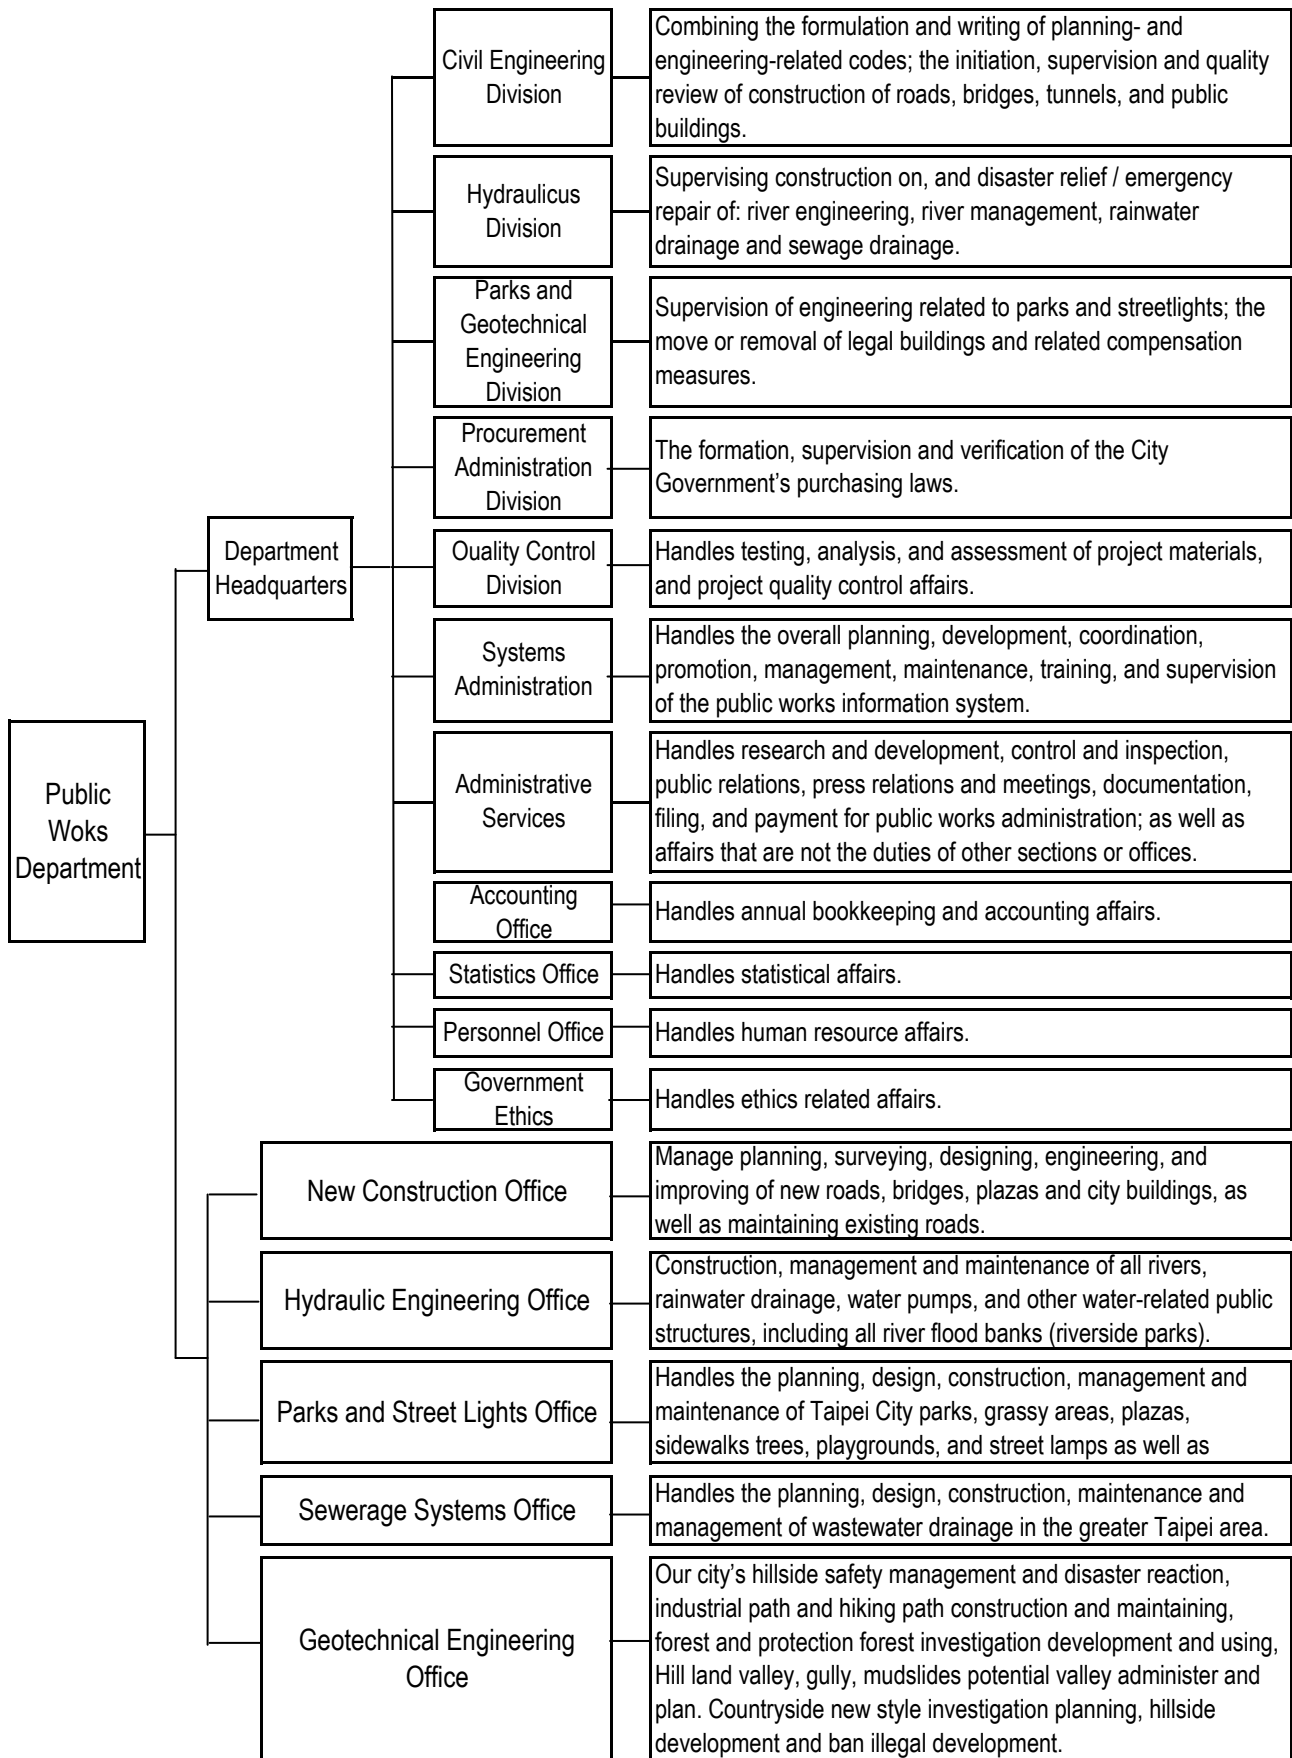 Civil Engineering
Division
Combining the formulation and writing of planning- and
engineering-related codes; the initiation, supervision and quality
review of construction of roads, bridges, tunnels, and public
buildings.
Hydraulicus
Division
Supervising construction on, and disaster relief / emergency
repair of: river engineering, river management, rainwater
drainage and sewage drainage.
Parks and
Geotechnical
Engineering
Division
Supervision of engineering related to parks and streetlights; the
move or removal of legal buildings and related compensation
measures.
Procurement
Administration
Division
The formation, supervision and verification of the City
Government’s purchasing laws.
Department
Headquarters
Ouality Control
Division
Handles testing, analysis, and assessment of project materials,
and project quality control affairs.
Systems
Administration
Handles the overall planning, development, coordination,
promotion, management, maintenance, training, and supervision
of the public works information system.
Public
Woks
Department
Administrative
Services
Handles research and development, control and inspection,
public relations, press relations and meetings, documentation,
filing, and payment for public works administration; as well as
affairs that are not the duties of other sections or offices.
Accounting
Office
Handles annual bookkeeping and accounting affairs.
Statistics Office
Handles statistical affairs.
Personnel Office
Handles human resource affairs.
Government
Ethics
Handles ethics related affairs.
New Construction Office
Manage planning, surveying, designing, engineering, and
improving of new roads, bridges, plazas and city buildings, as
well as maintaining existing roads.
Hydraulic Engineering Office
Construction, management and maintenance of all rivers,
rainwater drainage, water pumps, and other water-related public
structures, including all river flood banks (riverside parks).
Parks and Street Lights Office
Handles the planning, design, construction, management and
maintenance of Taipei City parks, grassy areas, plazas,
sidewalks trees, playgrounds, and street lamps as well as
Sewerage Systems Office
Handles the planning, design, construction, maintenance and
management of wastewater drainage in the greater Taipei area.
Geotechnical Engineering
Office
Our city’s hillside safety management and disaster reaction,
industrial path and hiking path construction and maintaining,
forest and protection forest investigation development and using,
Hill land valley, gully, mudslides potential valley administer and
plan. Countryside new style investigation planning, hillside
development and ban illegal development.